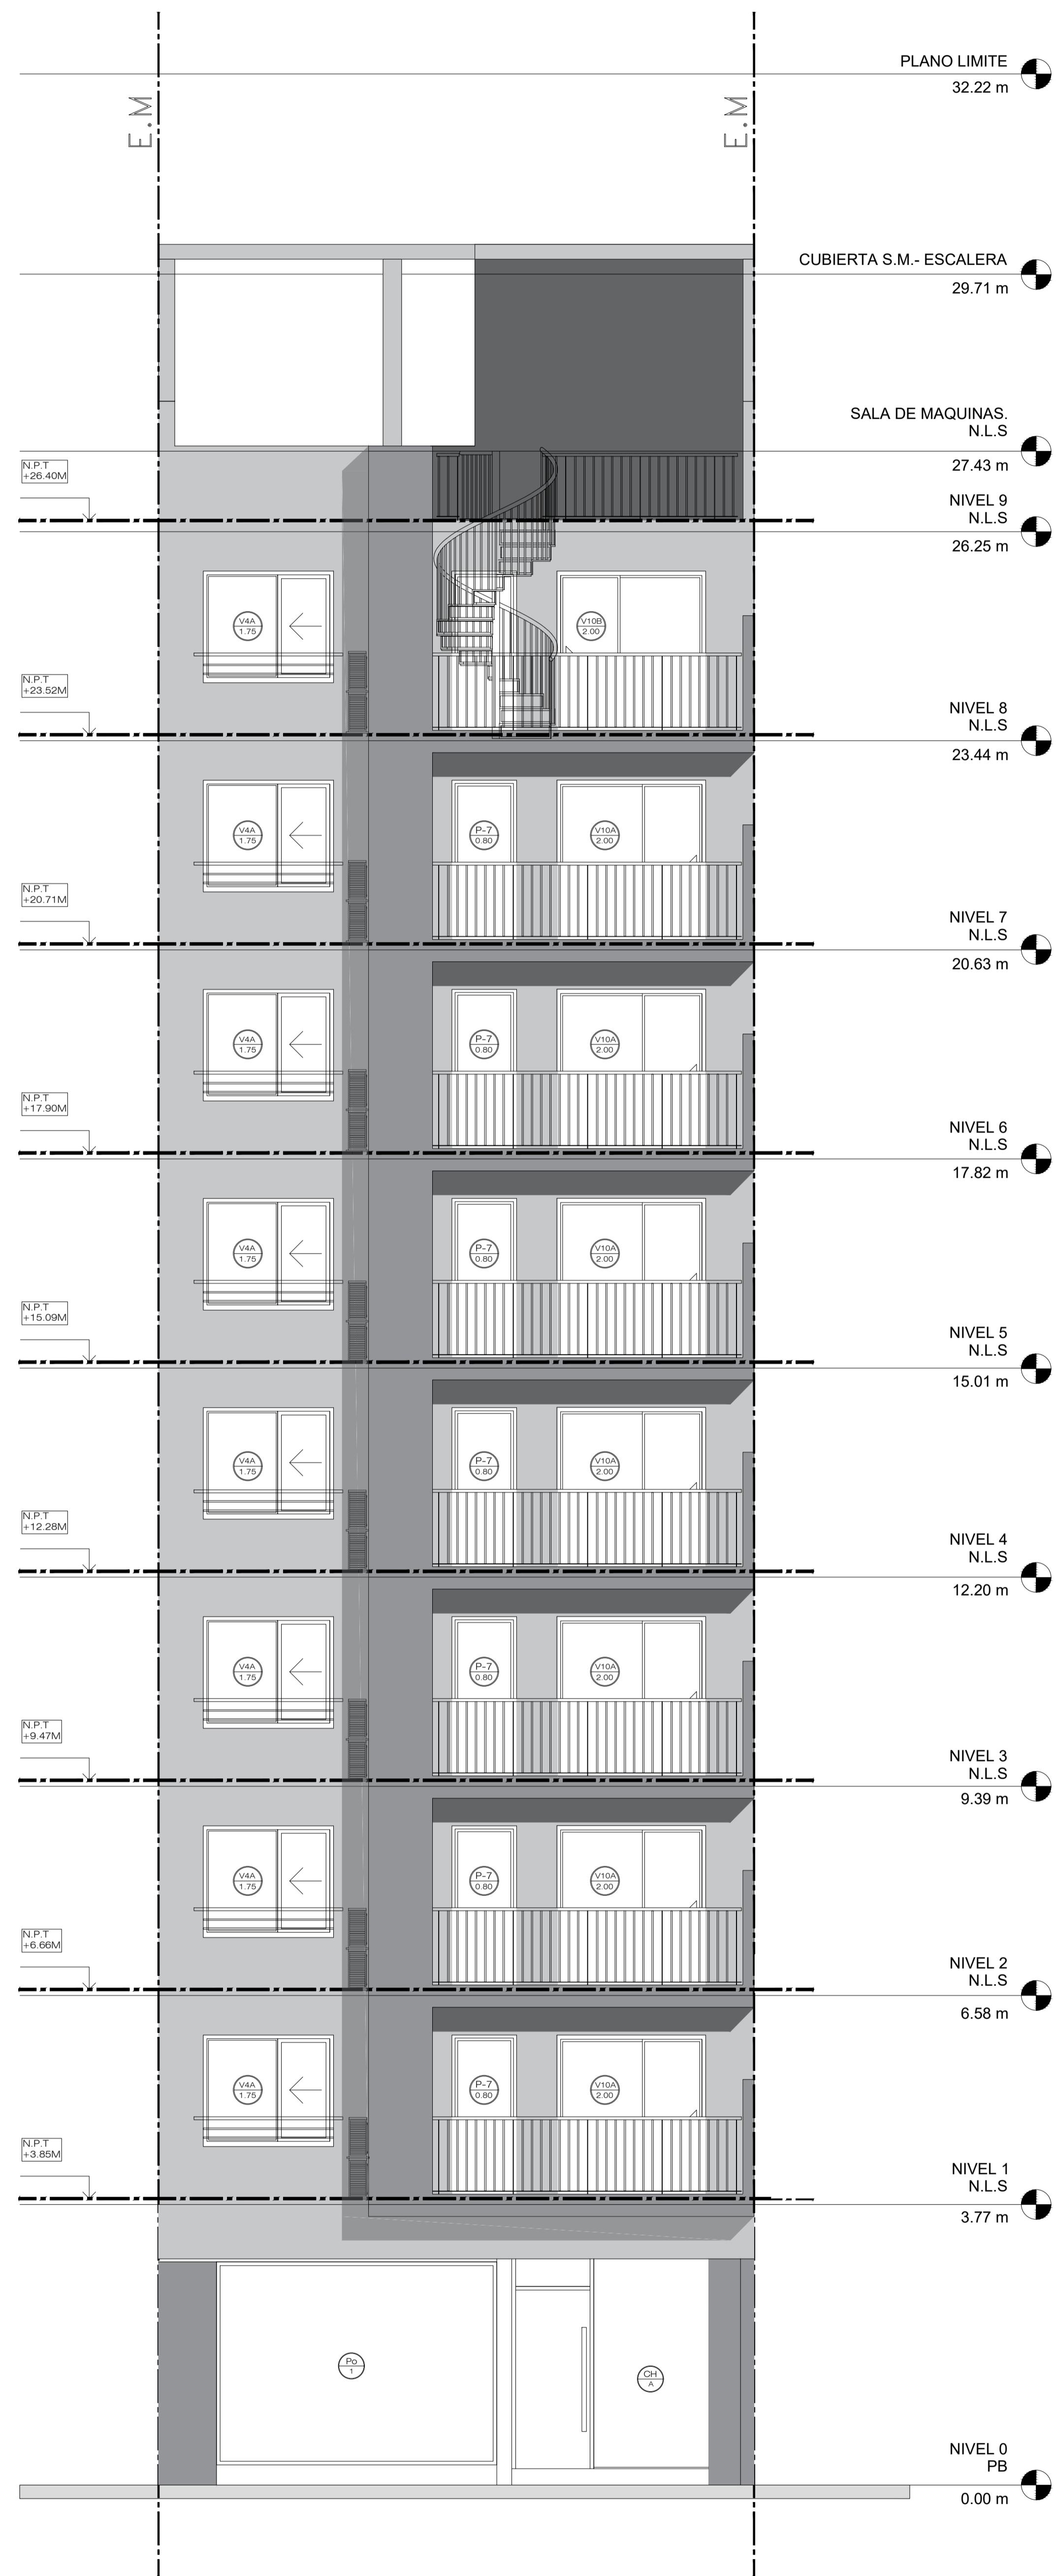 PLANO LIMITE
32.22 m
E.M
E.M
CUBIERTA S.M.- ESCALERA
29.71 m
SALA DE MAQUINAS.
N.L.S
27.43 m
N.P.T
+26.40M
NIVEL 9
N.L.S
26.25 m
V4A
1.75
V10B
2.00
N.P.T
+23.52M
NIVEL 8
N.L.S
23.44 m
V4A
1.75
P-7
0.80
V10A
2.00
N.P.T
+20.71M
NIVEL 7
N.L.S
20.63 m
V4A
1.75
P-7
0.80
V10A
2.00
N.P.T
+17.90M
NIVEL 6
N.L.S
17.82 m
V4A
1.75
P-7
0.80
V10A
2.00
N.P.T
+15.09M
NIVEL 5
N.L.S
15.01 m
V4A
1.75
P-7
0.80
V10A
2.00
N.P.T
+12.28M
NIVEL 4
N.L.S
12.20 m
V4A
1.75
P-7
0.80
V10A
2.00
N.P.T
+9.47M
NIVEL 3
N.L.S
9.39 m
V4A
1.75
P-7
0.80
V10A
2.00
N.P.T
+6.66M
NIVEL 2
N.L.S
6.58 m
V4A
1.75
P-7
0.80
V10A
2.00
N.P.T
+3.85M
NIVEL 1
N.L.S
3.77 m
Po
1
CH
A
NIVEL 0
PB
0.00 m